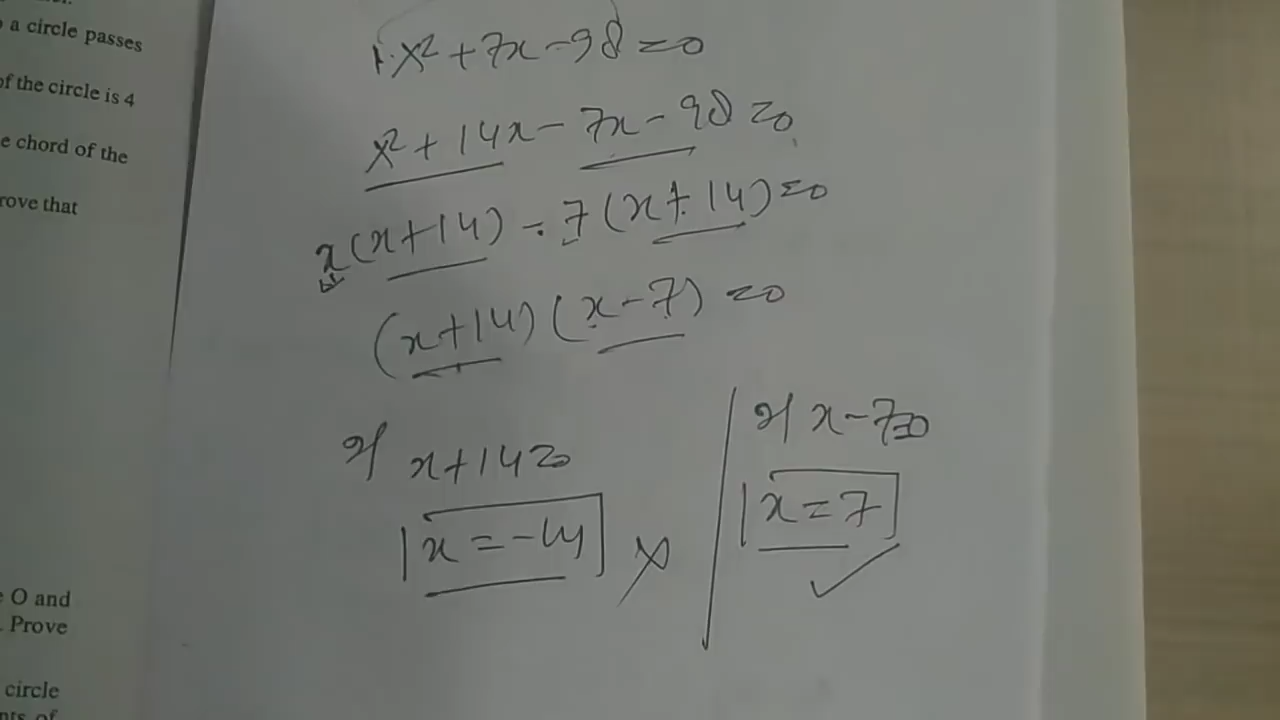 a circle passes
of the circle is 4
e chord of the
rove that
O and
. Prove
circle
nts of
1·x²+7x-98=0
x²+14x-7x-98=0
x(x+14)-7(x+14)=0
(x+14)(x-7)=0
If x+14=0
x=-14
If x-7=0
x=7